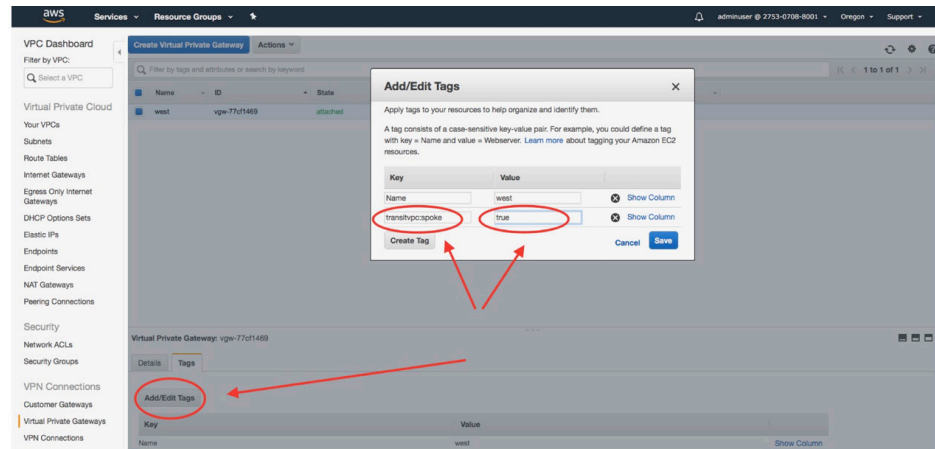 aws Services Resource Groups adminuser @ 2753-0708-8001 Oregon Support
VPC Dashboard
Filter by VPC:
Select a VPC
Virtual Private Cloud
Your VPCs
Subnets
Route Tables
Internet Gateways
Egress Only Internet
Gateways
DHCP Options Sets
Elastic IPs
Endpoints
Endpoint Services
NAT Gateways
Peering Connections
Security
Network ACLs
Security Groups
VPN Connections
Customer Gateways
Virtual Private Gateways
VPN Connections
Create Virtual Private Gateway Actions
Filter by tags and attributes or search by keyword
1 to 1 of 1
Name ID State
west vgw-77cf1469 attached
Add/Edit Tags
Apply tags to your resources to help organize and identify them.
A tag consists of a case-sensitive key-value pair. For example, you could define a tag
with key = Name and value = Webserver. Learn more about tagging your Amazon EC2
resources.
Key Value
Name west Show Column
transitvpc:spoke true Show Column
Create Tag Cancel Save
Virtual Private Gateway: vgw-77cf1469
Details Tags
Add/Edit Tags
Key Value
Name west Show Column